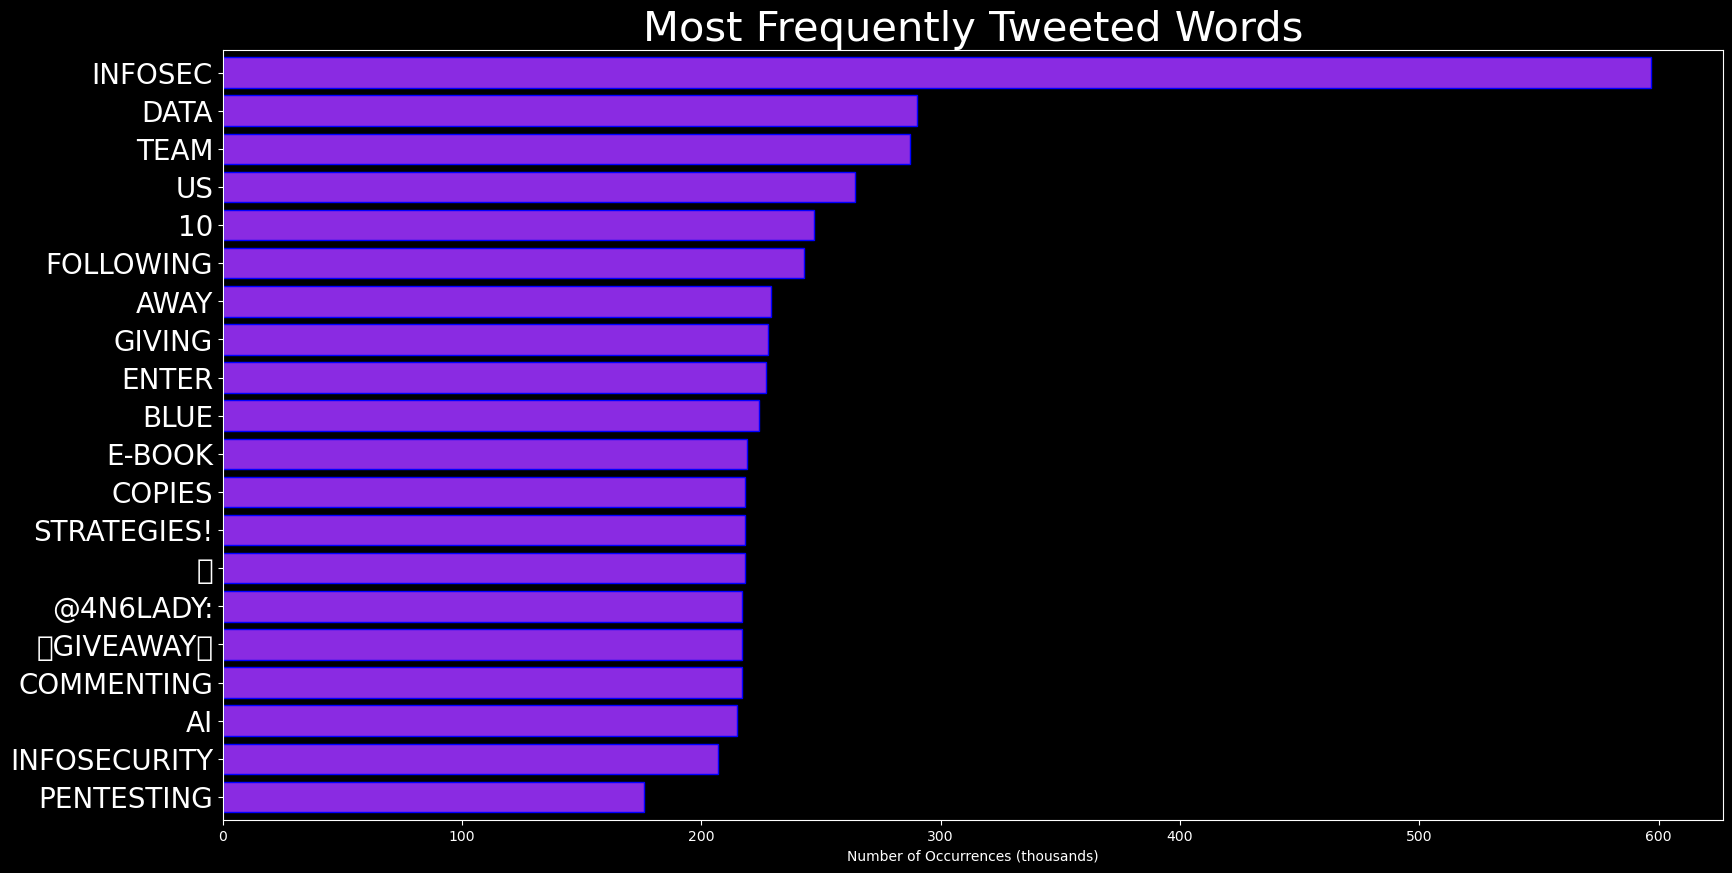 Most Frequently Tweeted Words
INFOSEC
DATA
TEAM
US
10
FOLLOWING
AWAY
GIVING
ENTER
BLUE
E-BOOK
COPIES
STRATEGIES!
▯
@4N6LADY:
▯GIVEAWAY▯
COMMENTING
AI
INFOSECURITY
PENTESTING
0 100 200 300 400 500 600
Number of Occurrences (thousands)